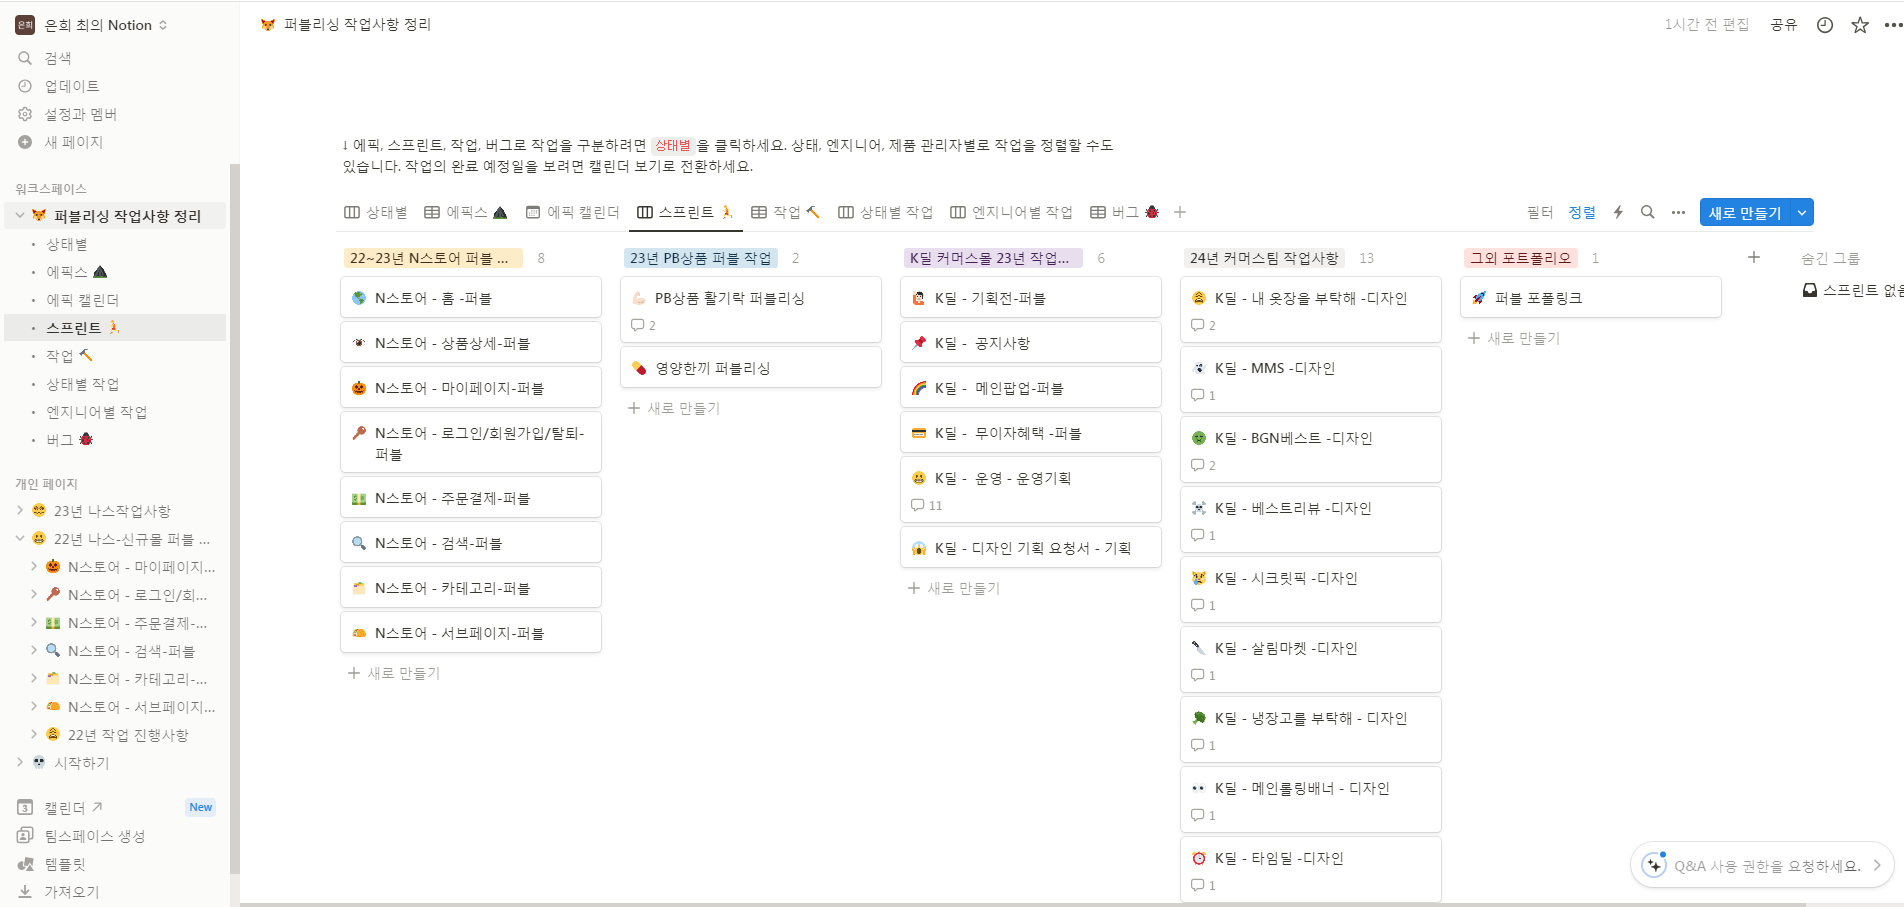 은희
은희 최의 Notion
검색
업데이트
설정과 멤버
새 페이지
워크스페이스
퍼블리싱 작업사항 정리
상태별
에픽스
에픽 캘린더
스프린트
작업
상태별 작업
엔지니어별 작업
버그
개인 페이지
23년 나스작업사항
22년 나스-신규몰 퍼블 ...
N스토어 - 마이페이지...
N스토어 - 로그인/회...
N스토어 - 주문결제-...
N스토어 - 검색-퍼블
N스토어 - 카테고리-...
N스토어 - 서브페이지...
22년 작업 진행사항
시작하기
3 캘린더 ↗ New
팀스페이스 생성
템플릿
가져오기
퍼블리싱 작업사항 정리
1시간 전 편집 공유
↓ 에픽, 스프린트, 작업, 버그로 작업을 구분하려면 상태별 을 클릭하세요. 상태, 엔지니어, 제품 관리자별로 작업을 정렬할 수도
있습니다. 작업의 완료 예정일을 보려면 캘린더 보기로 전환하세요.
상태별 에픽스 에픽 캘린더 스프린트 작업 상태별 작업 엔지니어별 작업 버그
필터 정렬 새로 만들기
22~23년 N스토어 퍼블 ... 8
N스토어 - 홈 -퍼블
N스토어 - 상품상세-퍼블
N스토어 - 마이페이지-퍼블
N스토어 - 로그인/회원가입/탈퇴-
퍼블
N스토어 - 주문결제-퍼블
N스토어 - 검색-퍼블
N스토어 - 카테고리-퍼블
N스토어 - 서브페이지-퍼블
+ 새로 만들기
23년 PB상품 퍼블 작업 2
PB상품 활기락 퍼블리싱
2
영양한끼 퍼블리싱
+ 새로 만들기
K딜 커머스몰 23년 작업... 6
K딜 - 기획전-퍼블
K딜 - 공지사항
K딜 - 메인팝업-퍼블
K딜 - 무이자혜택 -퍼블
K딜 - 운영 - 운영기획
11
K딜 - 디자인 기획 요청서 - 기획
+ 새로 만들기
24년 커머스팀 작업사항 13
K딜 - 내 옷장을 부탁해 -디자인
2
K딜 - MMS -디자인
1
K딜 - BGN베스트 -디자인
2
K딜 - 베스트리뷰 -디자인
1
K딜 - 시크릿픽 -디자인
1
K딜 - 살림마켓 -디자인
1
K딜 - 냉장고를 부탁해 - 디자인
1
K딜 - 메인롤링배너 - 디자인
1
K딜 - 타임딜 -디자인
1
그외 포트폴리오 1
퍼블 포폴링크
+ 새로 만들기
숨긴 그룹
스프린트 없음
Q&A 사용 권한을 요청하세요.